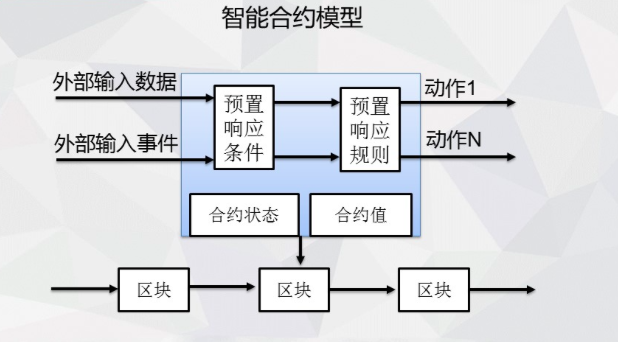 智能合约模型
外部输入数据
外部输入事件
预置
响应
条件
预置
响应
规则
动作1
动作N
合约状态
合约值
区块
区块
区块